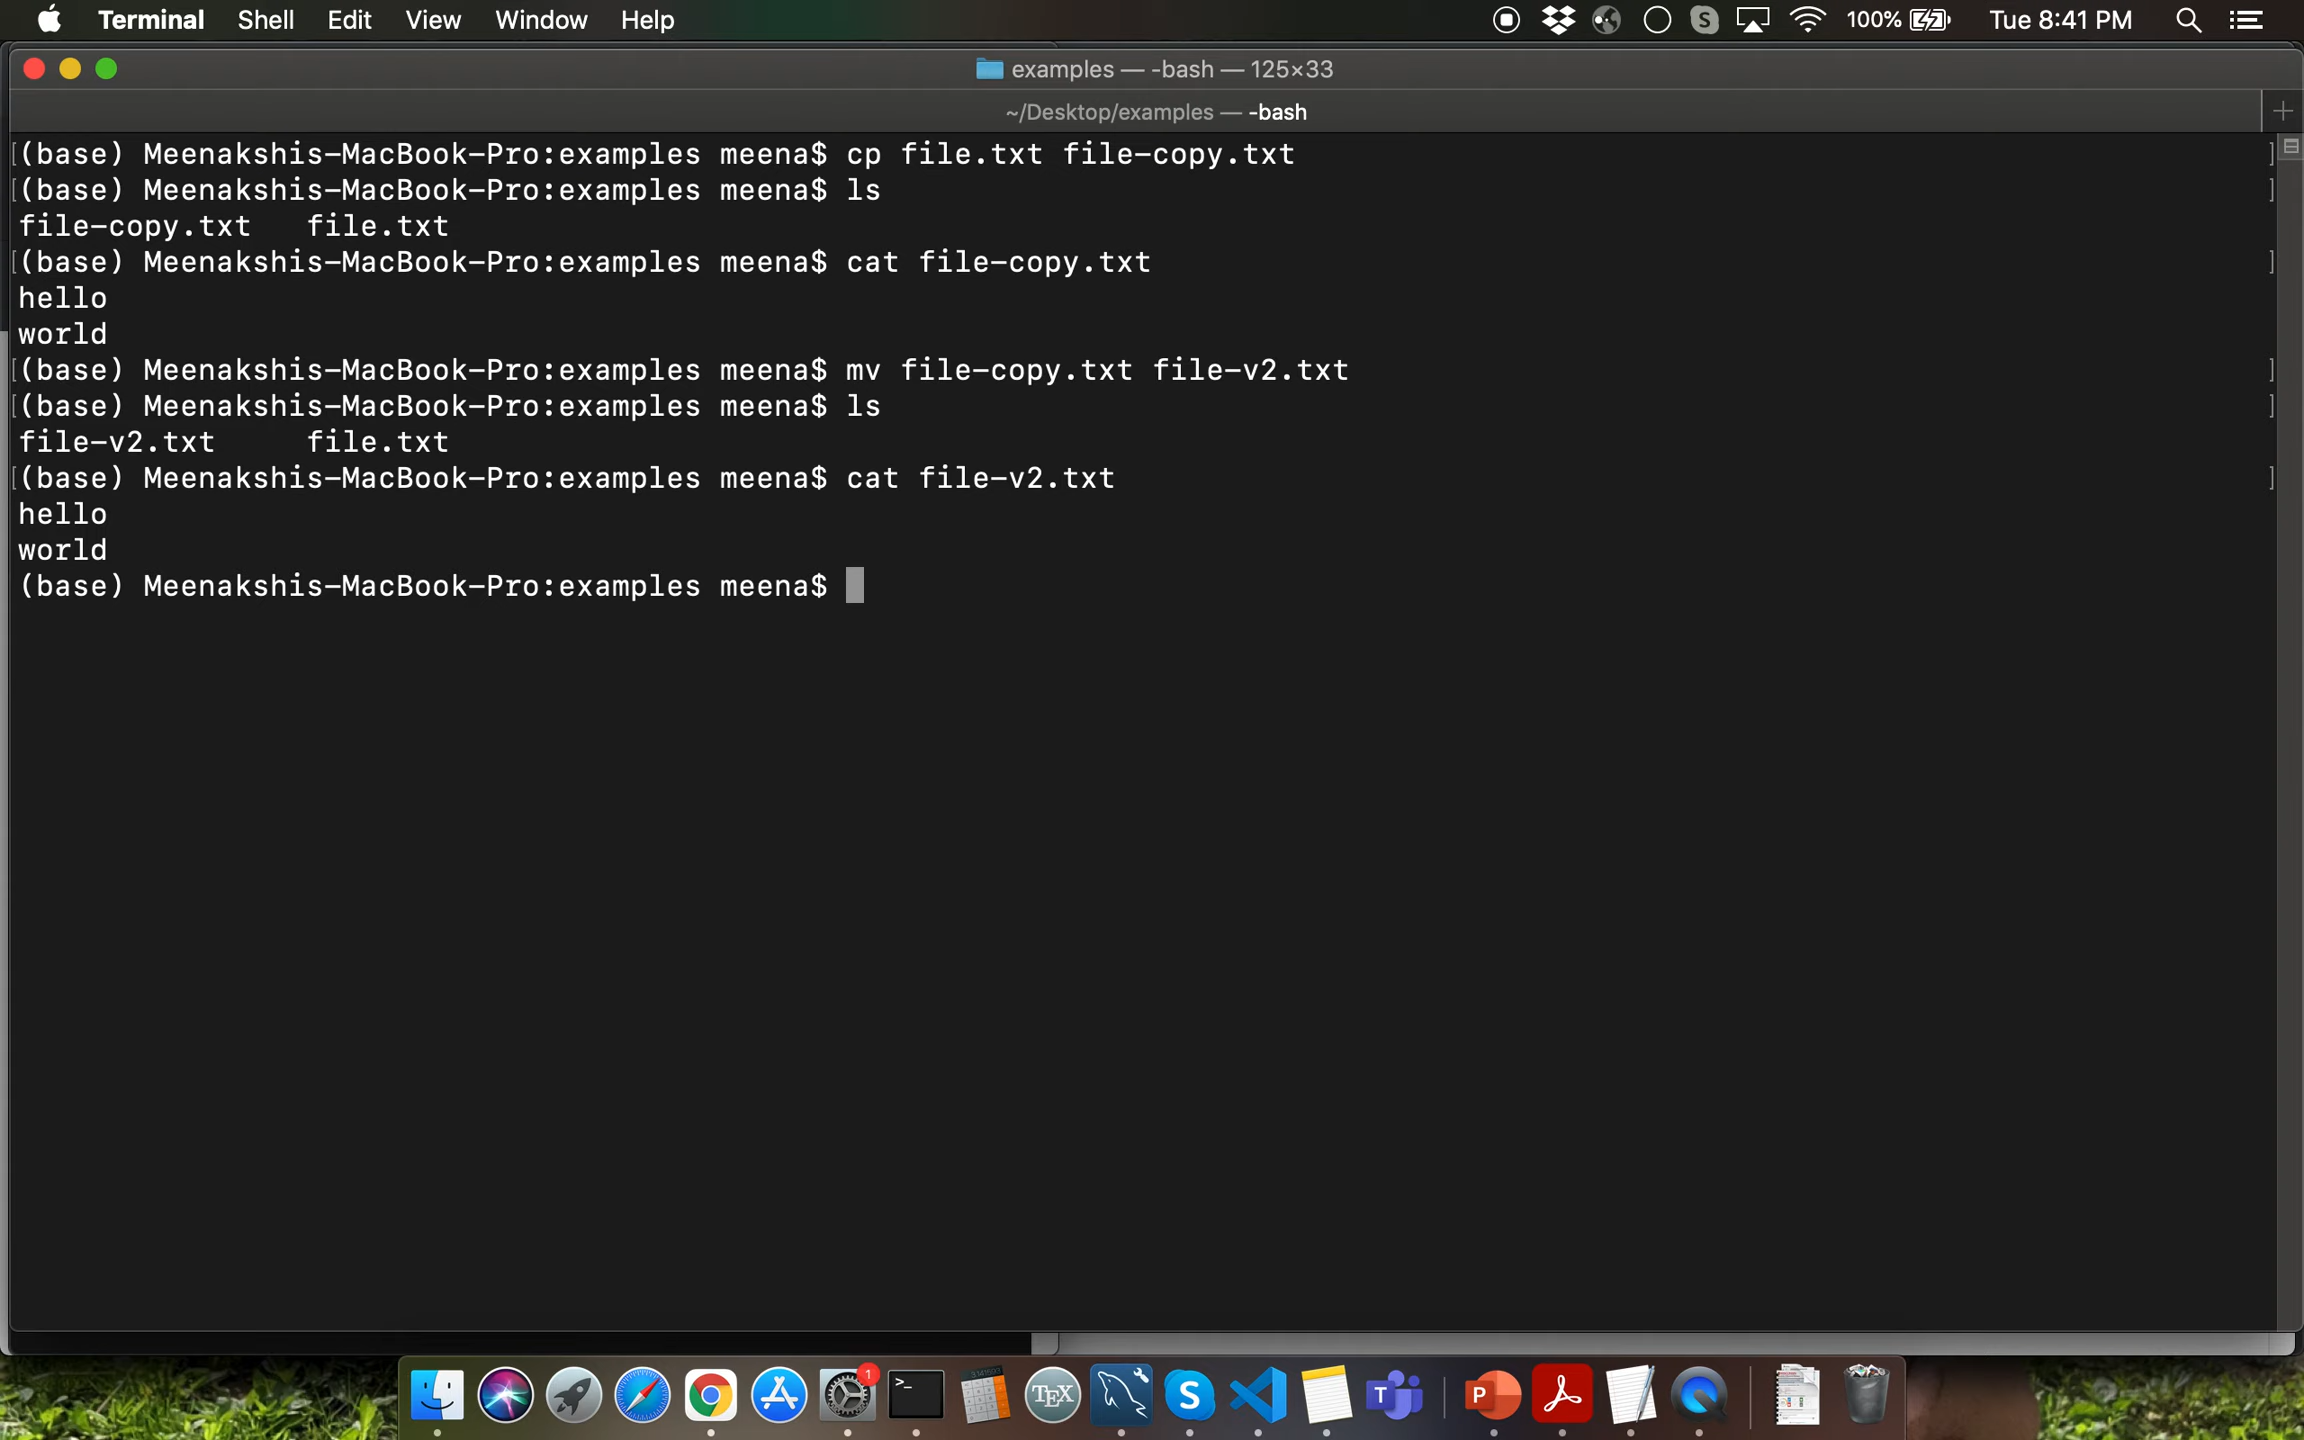 Terminal Shell Edit View Window Help 100% Tue 8:41 PM
examples — -bash — 125×33
~/Desktop/examples — -bash
(base) Meenakshis-MacBook-Pro:examples meena$ cp file.txt file-copy.txt
(base) Meenakshis-MacBook-Pro:examples meena$ ls
file-copy.txt file.txt
(base) Meenakshis-MacBook-Pro:examples meena$ cat file-copy.txt
hello
world
(base) Meenakshis-MacBook-Pro:examples meena$ mv file-copy.txt file-v2.txt
(base) Meenakshis-MacBook-Pro:examples meena$ ls
file-v2.txt file.txt
(base) Meenakshis-MacBook-Pro:examples meena$ cat file-v2.txt
hello
world
(base) Meenakshis-MacBook-Pro:examples meena$
1
>_
TEX
S
T
P